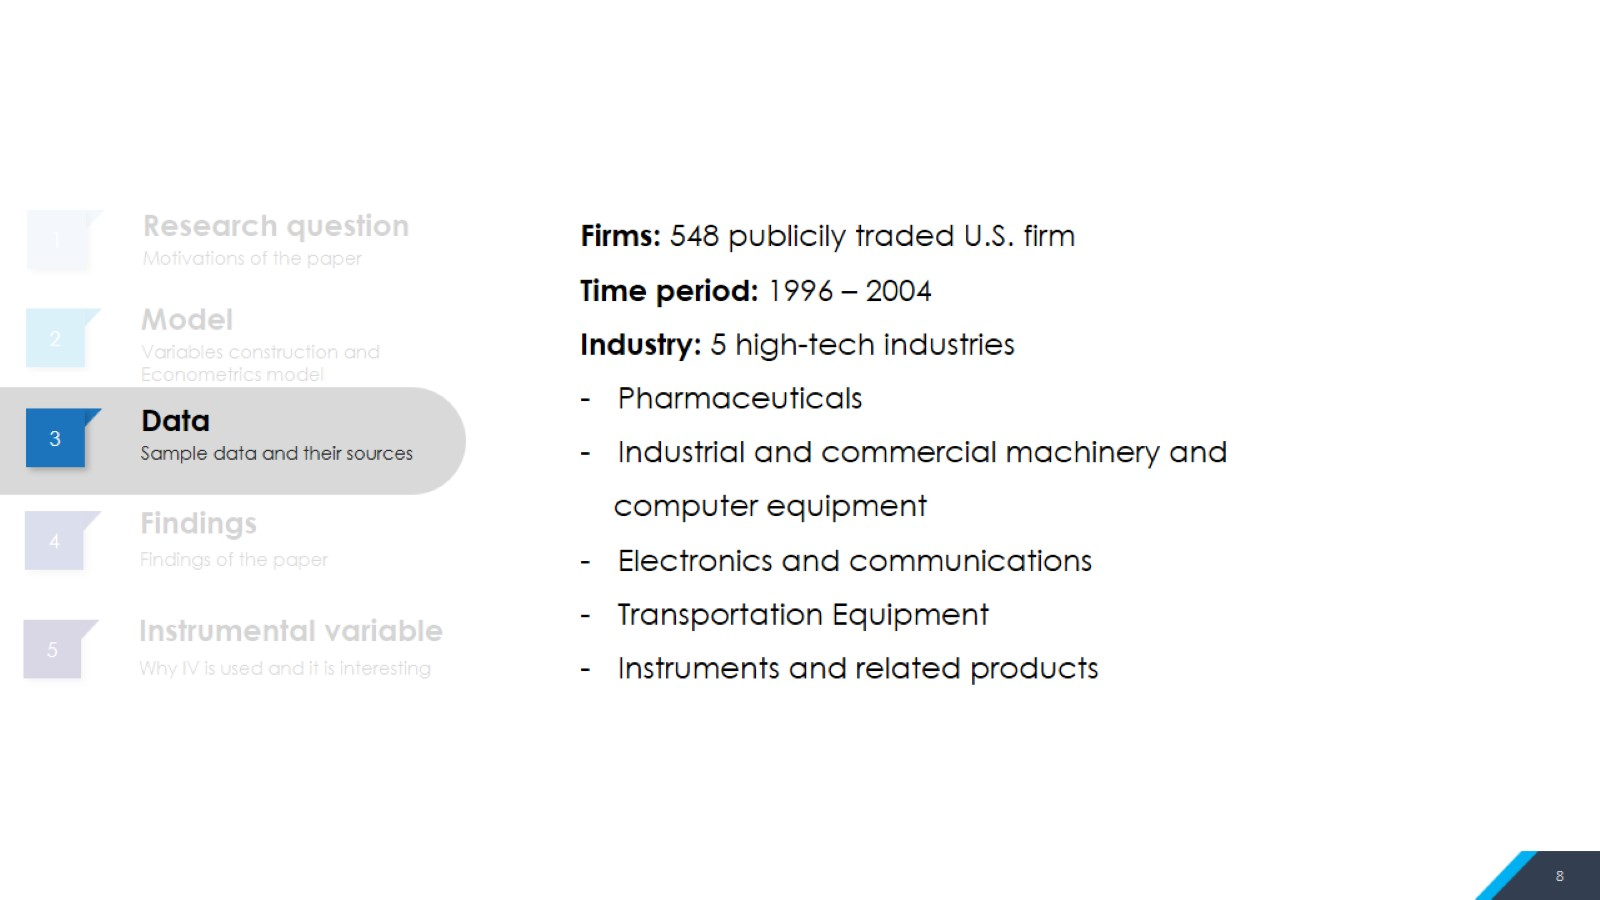 1
Research question
Motivations of the paper
2
Model
Variables construction and
Econometrics model
3
Data
Sample data and their sources
4
Findings
Findings of the paper
5
Instrumental variable
Why IV is used and it is interesting
Firms: 548 publicily traded U.S. firm
Time period: 1996 – 2004
Industry: 5 high-tech industries
- Pharmaceuticals
- Industrial and commercial machinery and
computer equipment
- Electronics and communications
- Transportation Equipment
- Instruments and related products
8